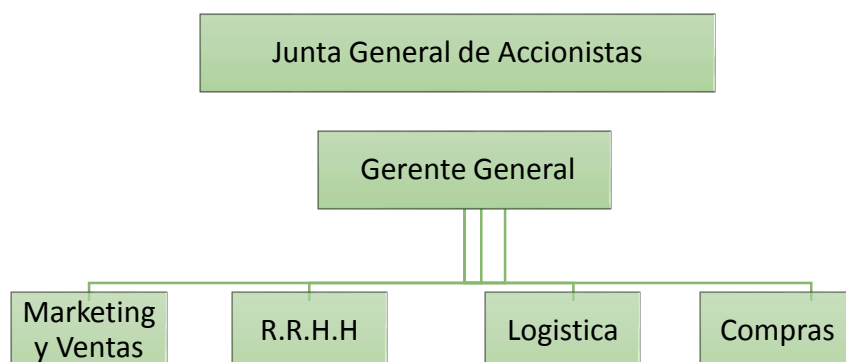 Junta General de Accionistas
Gerente General
Marketing
y Ventas
R.R.H.H
Logistica
Compras